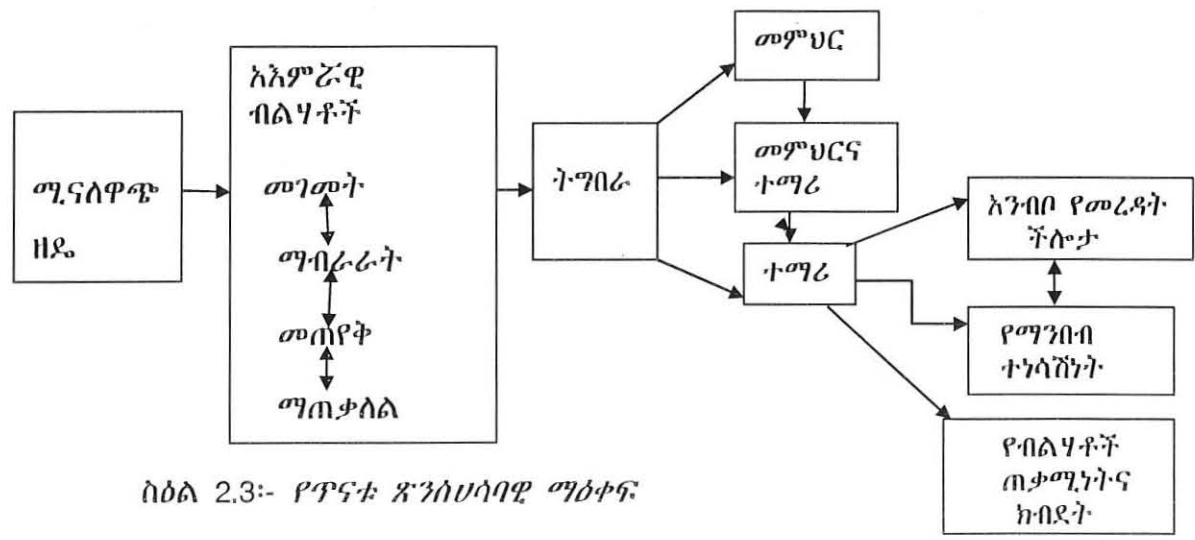 ሚናለዋጭ
ዘዴ
አእምሯዊ
ብልሃቶች
መገመት
ማብራራት
መጠየቅ
ማጠቃለል
ትግበራ
መምህር
መምህርና
ተማሪ
ተማሪ
አንብቦ የመረዳት
ችሎታ
የማንበብ
ተነሳሽነት
የብልሃቶች
ጠቃሚነትና
ክብደት
ስዕል 2.3፡- የጥናቱ ጽንሰሀሳባዊ ማዕቀፍ